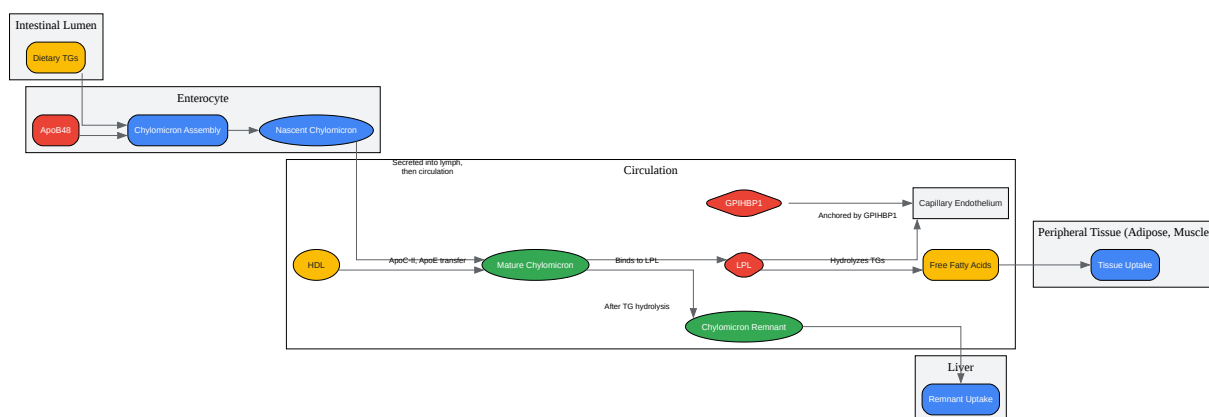 Intestinal Lumen
Dietary TGs
Enterocyte
ApoB48
Chylomicron Assembly
Nascent Chylomicron
Secreted into lymph,
then circulation
Circulation
GPIHBP1
Anchored by GPIHBP1
Capillary Endothelium
Peripheral Tissue (Adipose, Muscle
HDL
ApoC-II, ApoE transfer
Mature Chylomicron
Binds to LPL
LPL
Hydrolyzes TGs
Free Fatty Acids
Tissue Uptake
After TG hydrolysis
Chylomicron Remnant
Liver
Remnant Uptake